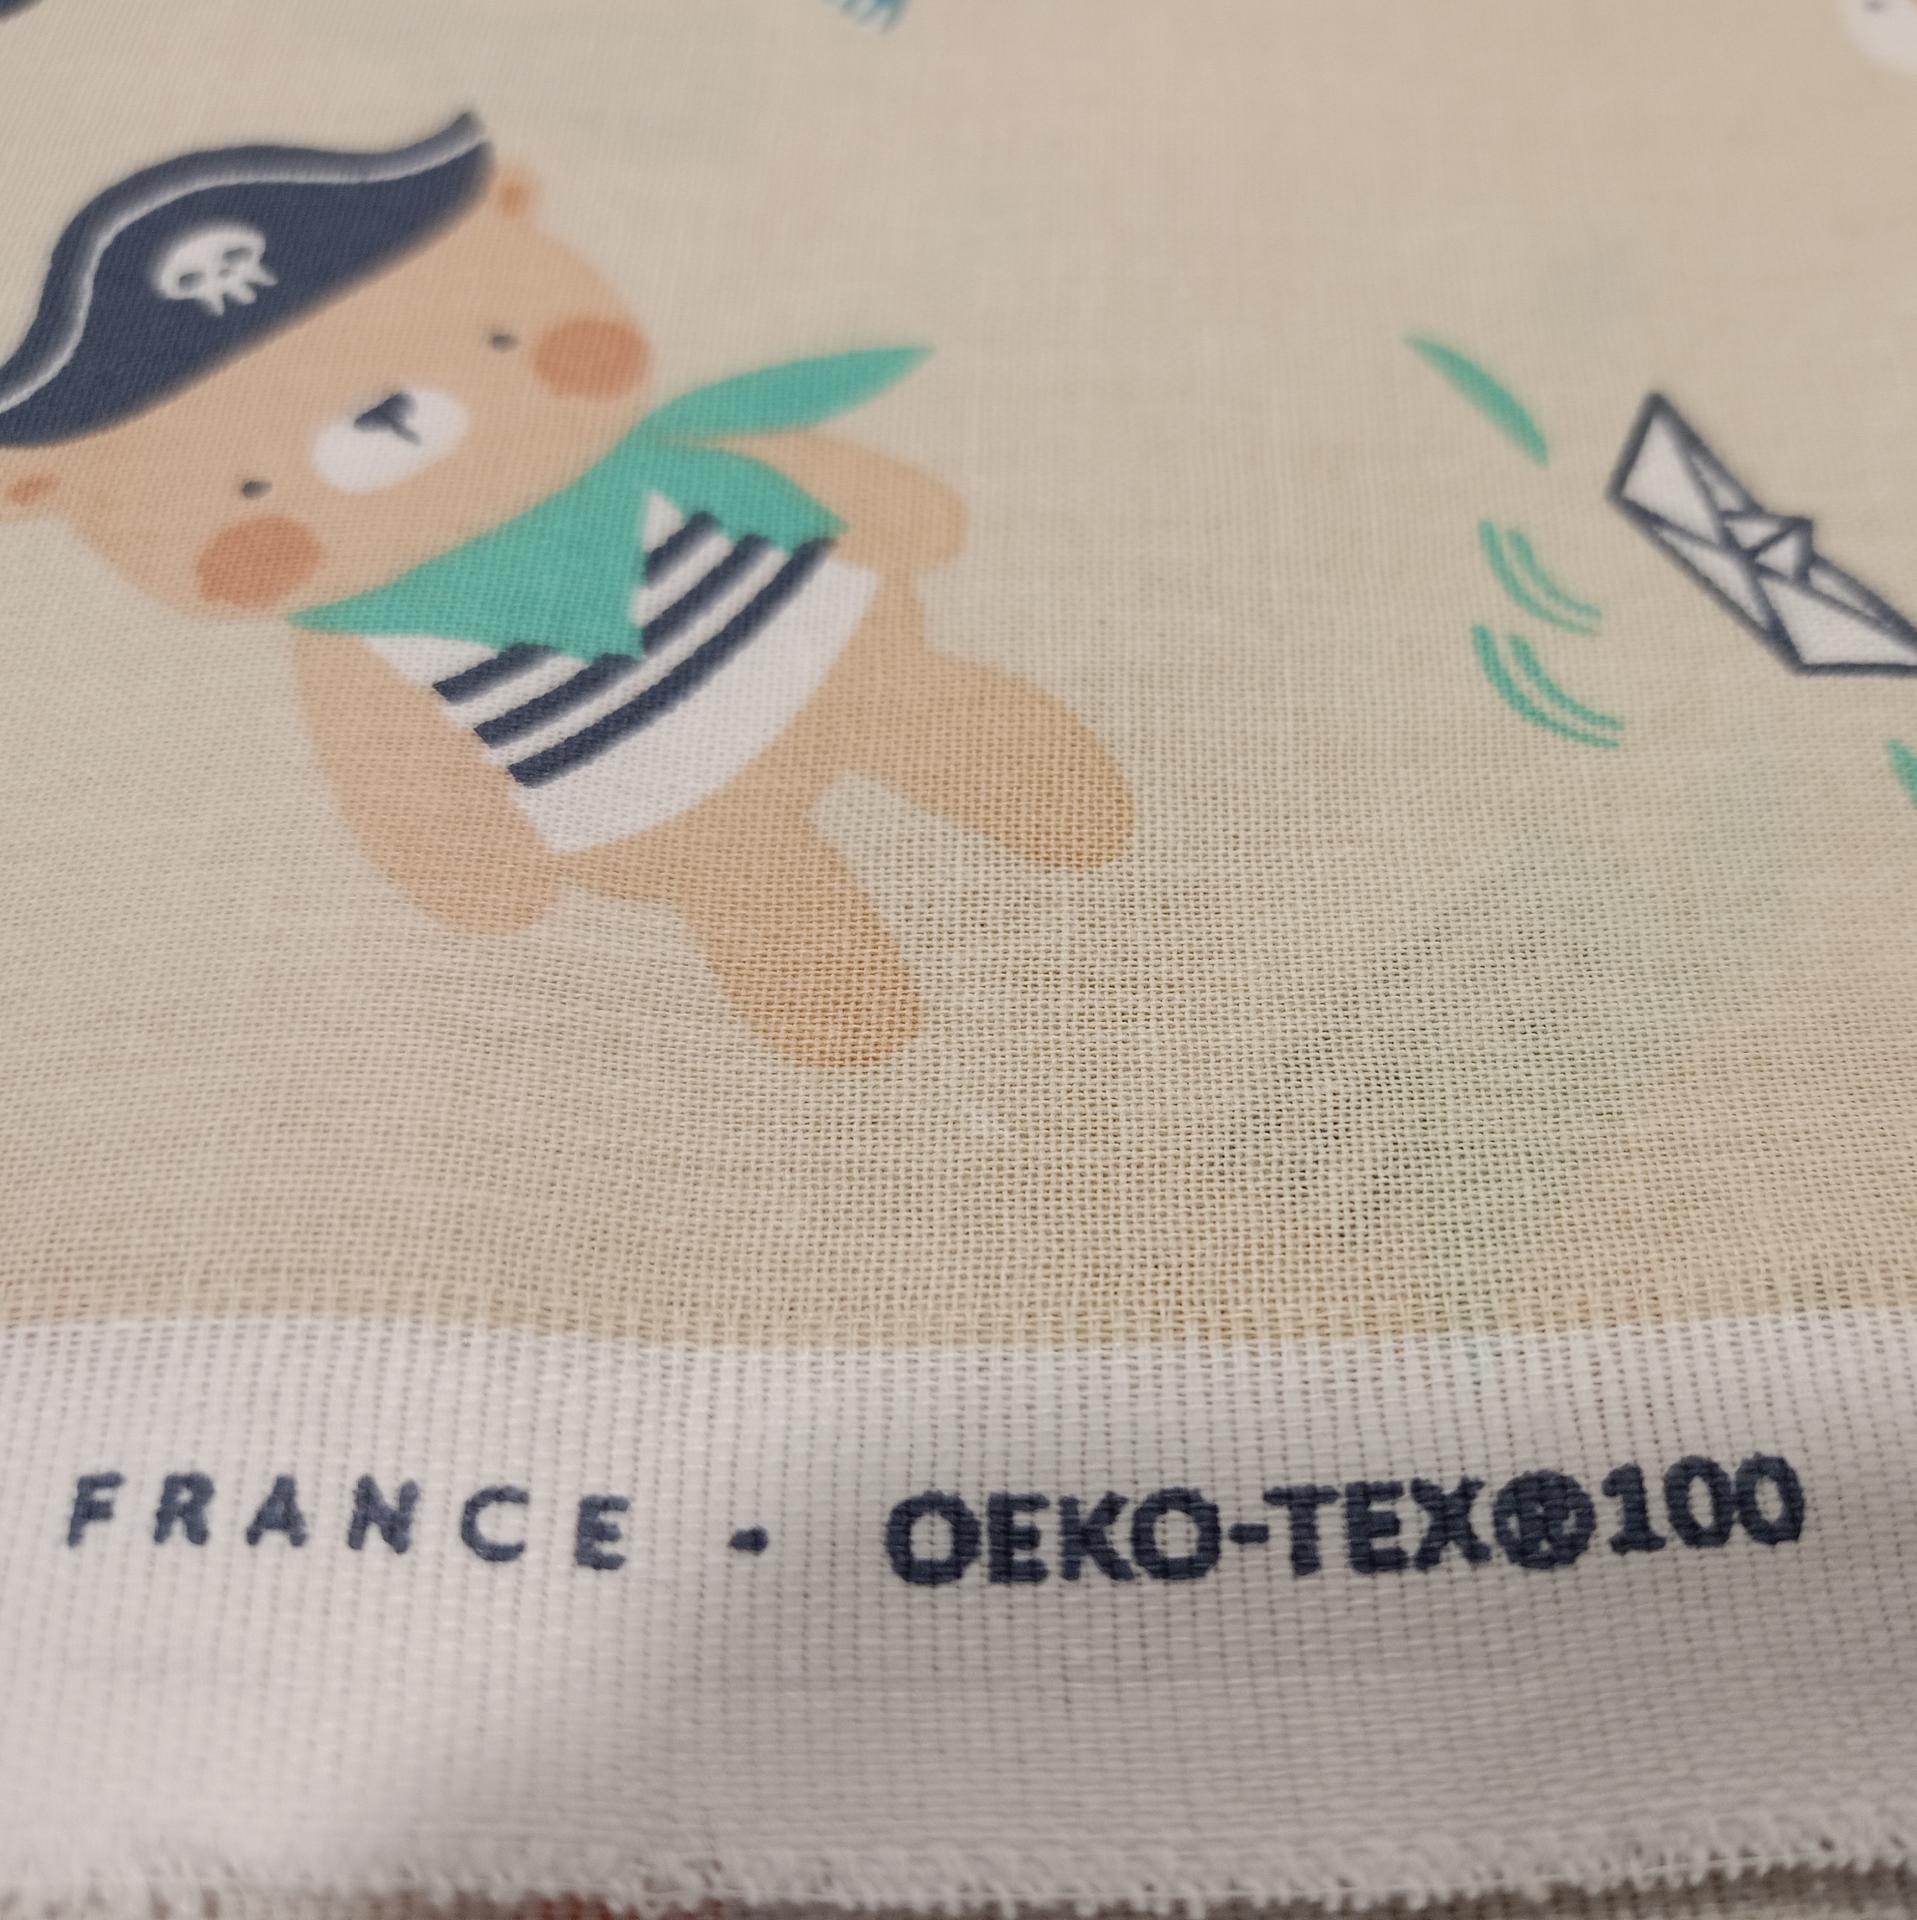 FRANCE - OEKO-TEX®100